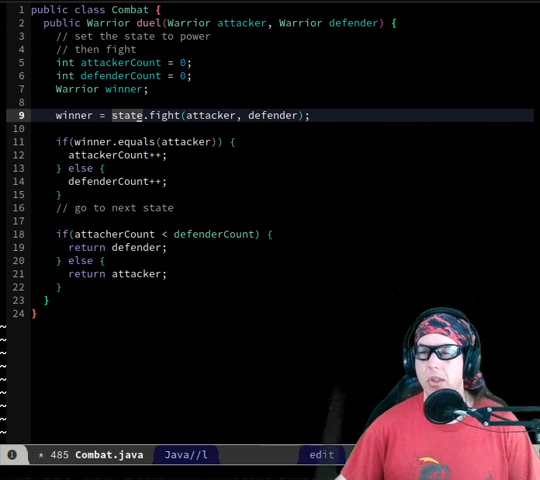 1 public class Combat {
2 public Warrior duel(Warrior attacker, Warrior defender) {
3 // set the state to power
4 // then fight
5 int attackerCount = 0;
6 int defenderCount = 0;
7 Warrior winner;
8
9 winner = state.fight(attacker, defender);
10
11 if(winner.equals(attacker)) {
12 attackerCount++;
13 } else {
14 defenderCount++;
15 }
16 // go to next state
17
18 if(attacherCount < defenderCount) {
19 return defender;
20 } else {
21 return attacker;
22 }
23 }
24 }
~
~
~
~
~
~
~
~
~
* 485 Combat.java Java//l edit